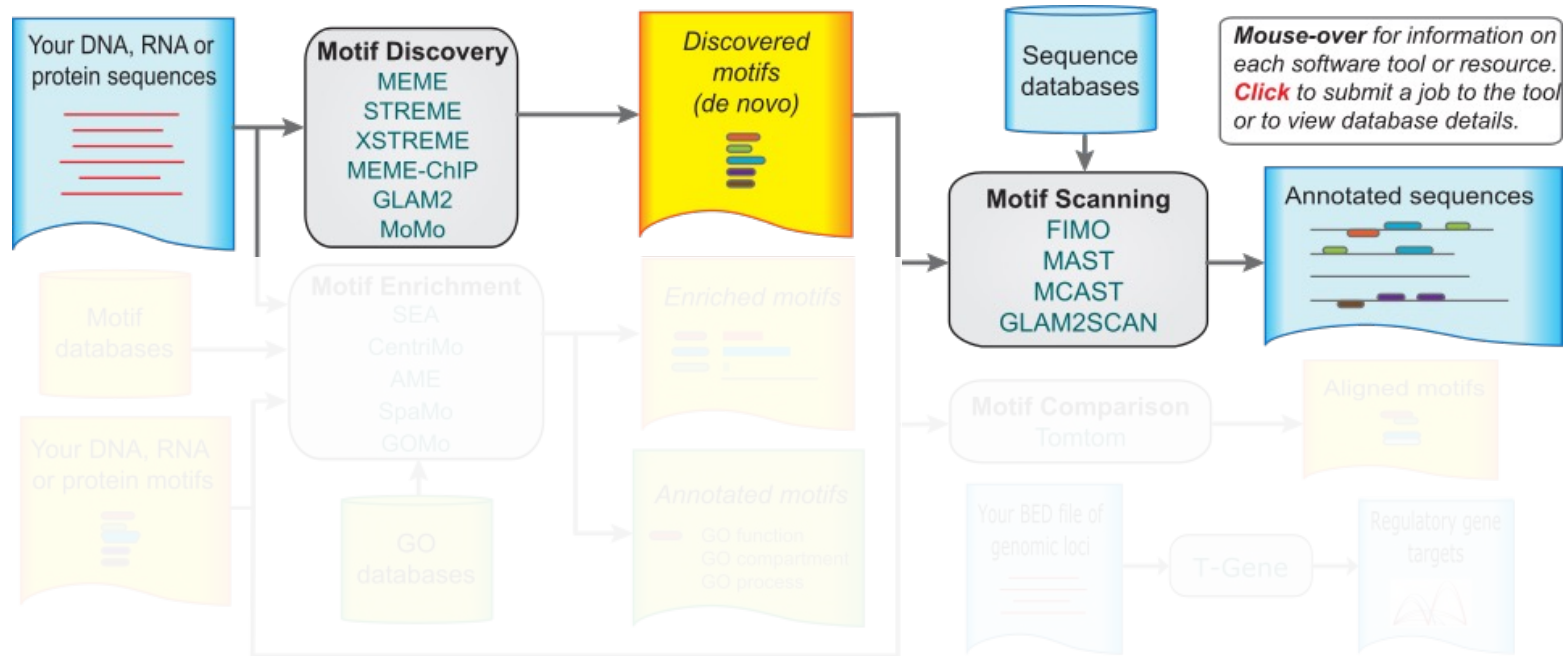 Your DNA, RNA or
protein sequences
Motif Discovery
MEME
STREME
XSTREME
MEME-ChIP
GLAM2
MoMo
Discovered
motifs
(de novo)
Sequence
databases
Mouse-over for information on
each software tool or resource.
Click to submit a job to the tool
or to view database details.
Motif Scanning
FIMO
MAST
MCAST
GLAM2SCAN
Annotated sequences
Motif
databases
Motif Enrichment
SEA
CentriMo
AME
SpaMo
GOMo
Enriched motifs
Your DNA, RNA
or protein motifs
GO
databases
Annotated motifs
GO function
GO compartment
GO process
Motif Comparison
Tomtom
Aligned motifs
Your BED file of
genomic loci
T-Gene
Regulatory gene
targets